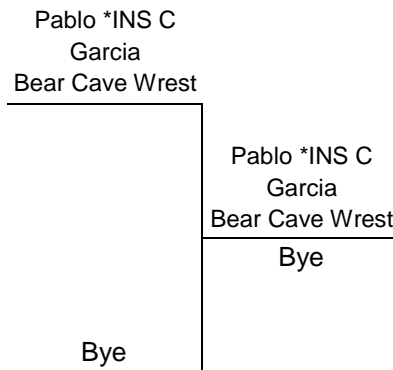 Pablo *INS C
Garcia
Bear Cave Wrest
Pablo *INS C
Garcia
Bear Cave Wrest
Bye
Bye